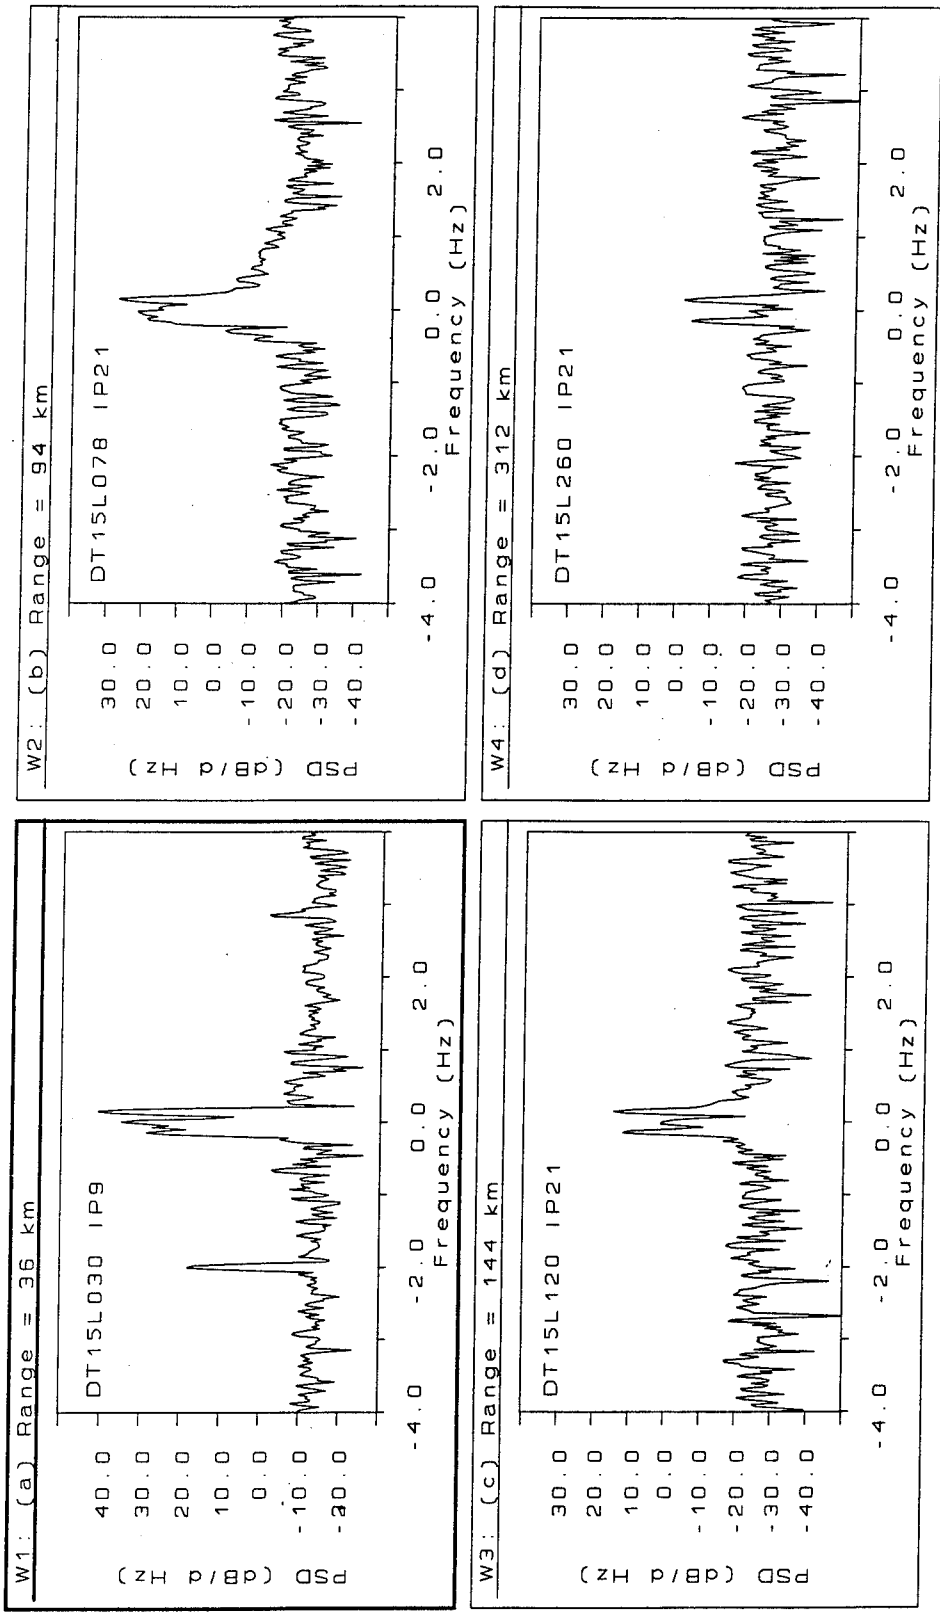 W1: (a) Range = 36 km
DT15L030 IP9
PSD (dB/a Hz)
40.0
30.0
20.0
10.0
0.0
-10.0
-20.0
-4.0 -2.0 0.0 2.0
Frequency (Hz)
W2: (b) Range = 94 km
DT15L078 IP21
PSD (dB/a Hz)
30.0
20.0
10.0
0.0
-10.0
-20.0
-30.0
-40.0
-4.0 -2.0 0.0 2.0
Frequency (Hz)
W3: (c) Range = 144 km
DT15L120 IP21
PSD (dB/a Hz)
30.0
20.0
10.0
0.0
-10.0
-20.0
-30.0
-40.0
-4.0 -2.0 0.0 2.0
Frequency (Hz)
W4: (d) Range = 312 km
DT15L260 IP21
PSD (dB/a Hz)
30.0
20.0
10.0
0.0
-10.0
-20.0
-30.0
-40.0
-4.0 -2.0 0.0 2.0
Frequency (Hz)